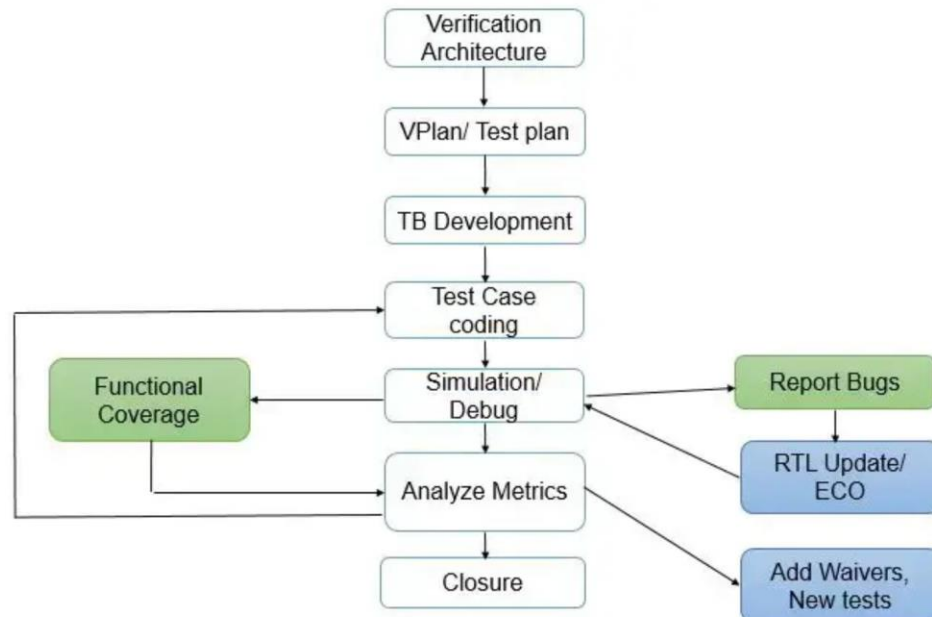 Verification
Architecture
VPlan/ Test plan
TB Development
Test Case
coding
Functional
Coverage
Simulation/
Debug
Report Bugs
RTL Update/
ECO
Analyze Metrics
Closure
Add Waivers,
New tests